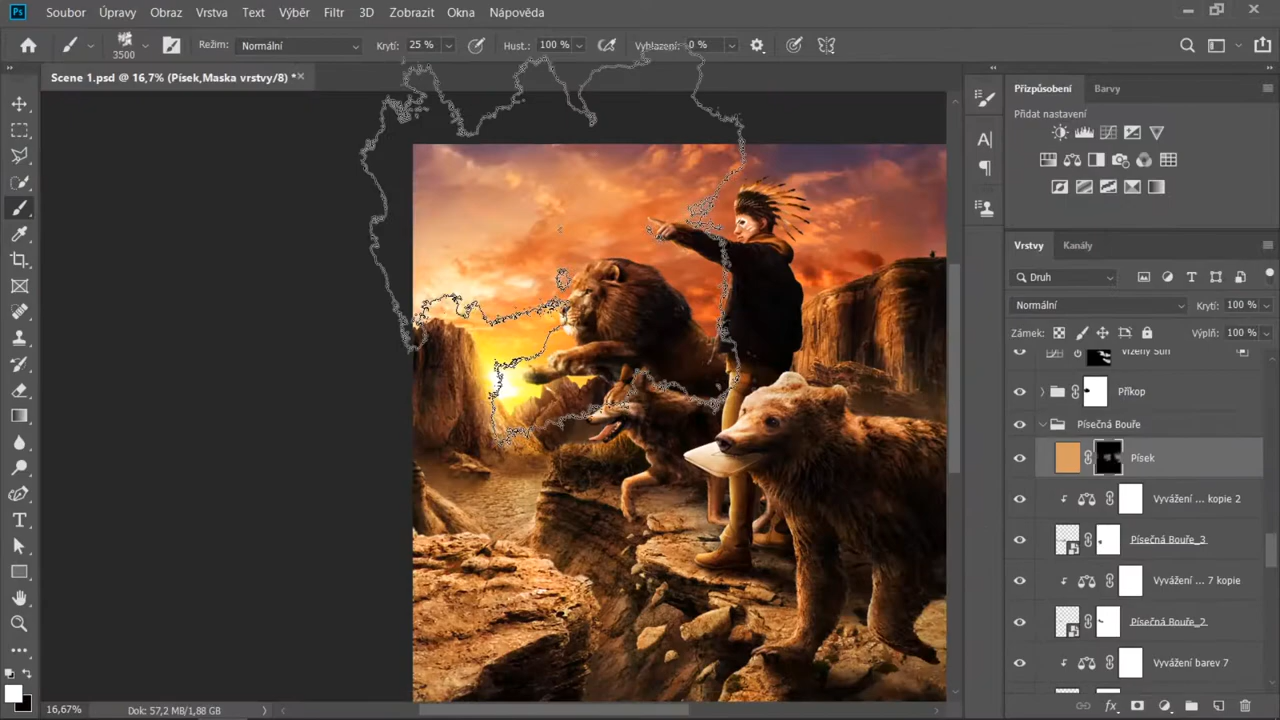 Ps Soubor Úpravy Obraz Vrstva Text Výběr Filtr 3D Zobrazit Okna Nápověda
3500 Režim: Normální Krytí: 25 % Hust.: 100 % Vyhlazení: 0 %
Scene 1.psd @ 16,7% (Písek,Maska vrstvy/8) *
Přizpůsobení Barvy
Přidat nastavení
Vrstvy Kanály
Druh
Normální Krytí: 100 %
Zámek: Výplň: 100 %
Vržený Stín
Příkop
Písečná Bouře
Písek
Vyvážení ... kopie 2
Písečná Bouře_3
Vyvážení ... 7 kopie
Písečná Bouře_2
Vyvážení barev 7
16,67% Dok: 57,2 MB/1,88 GB